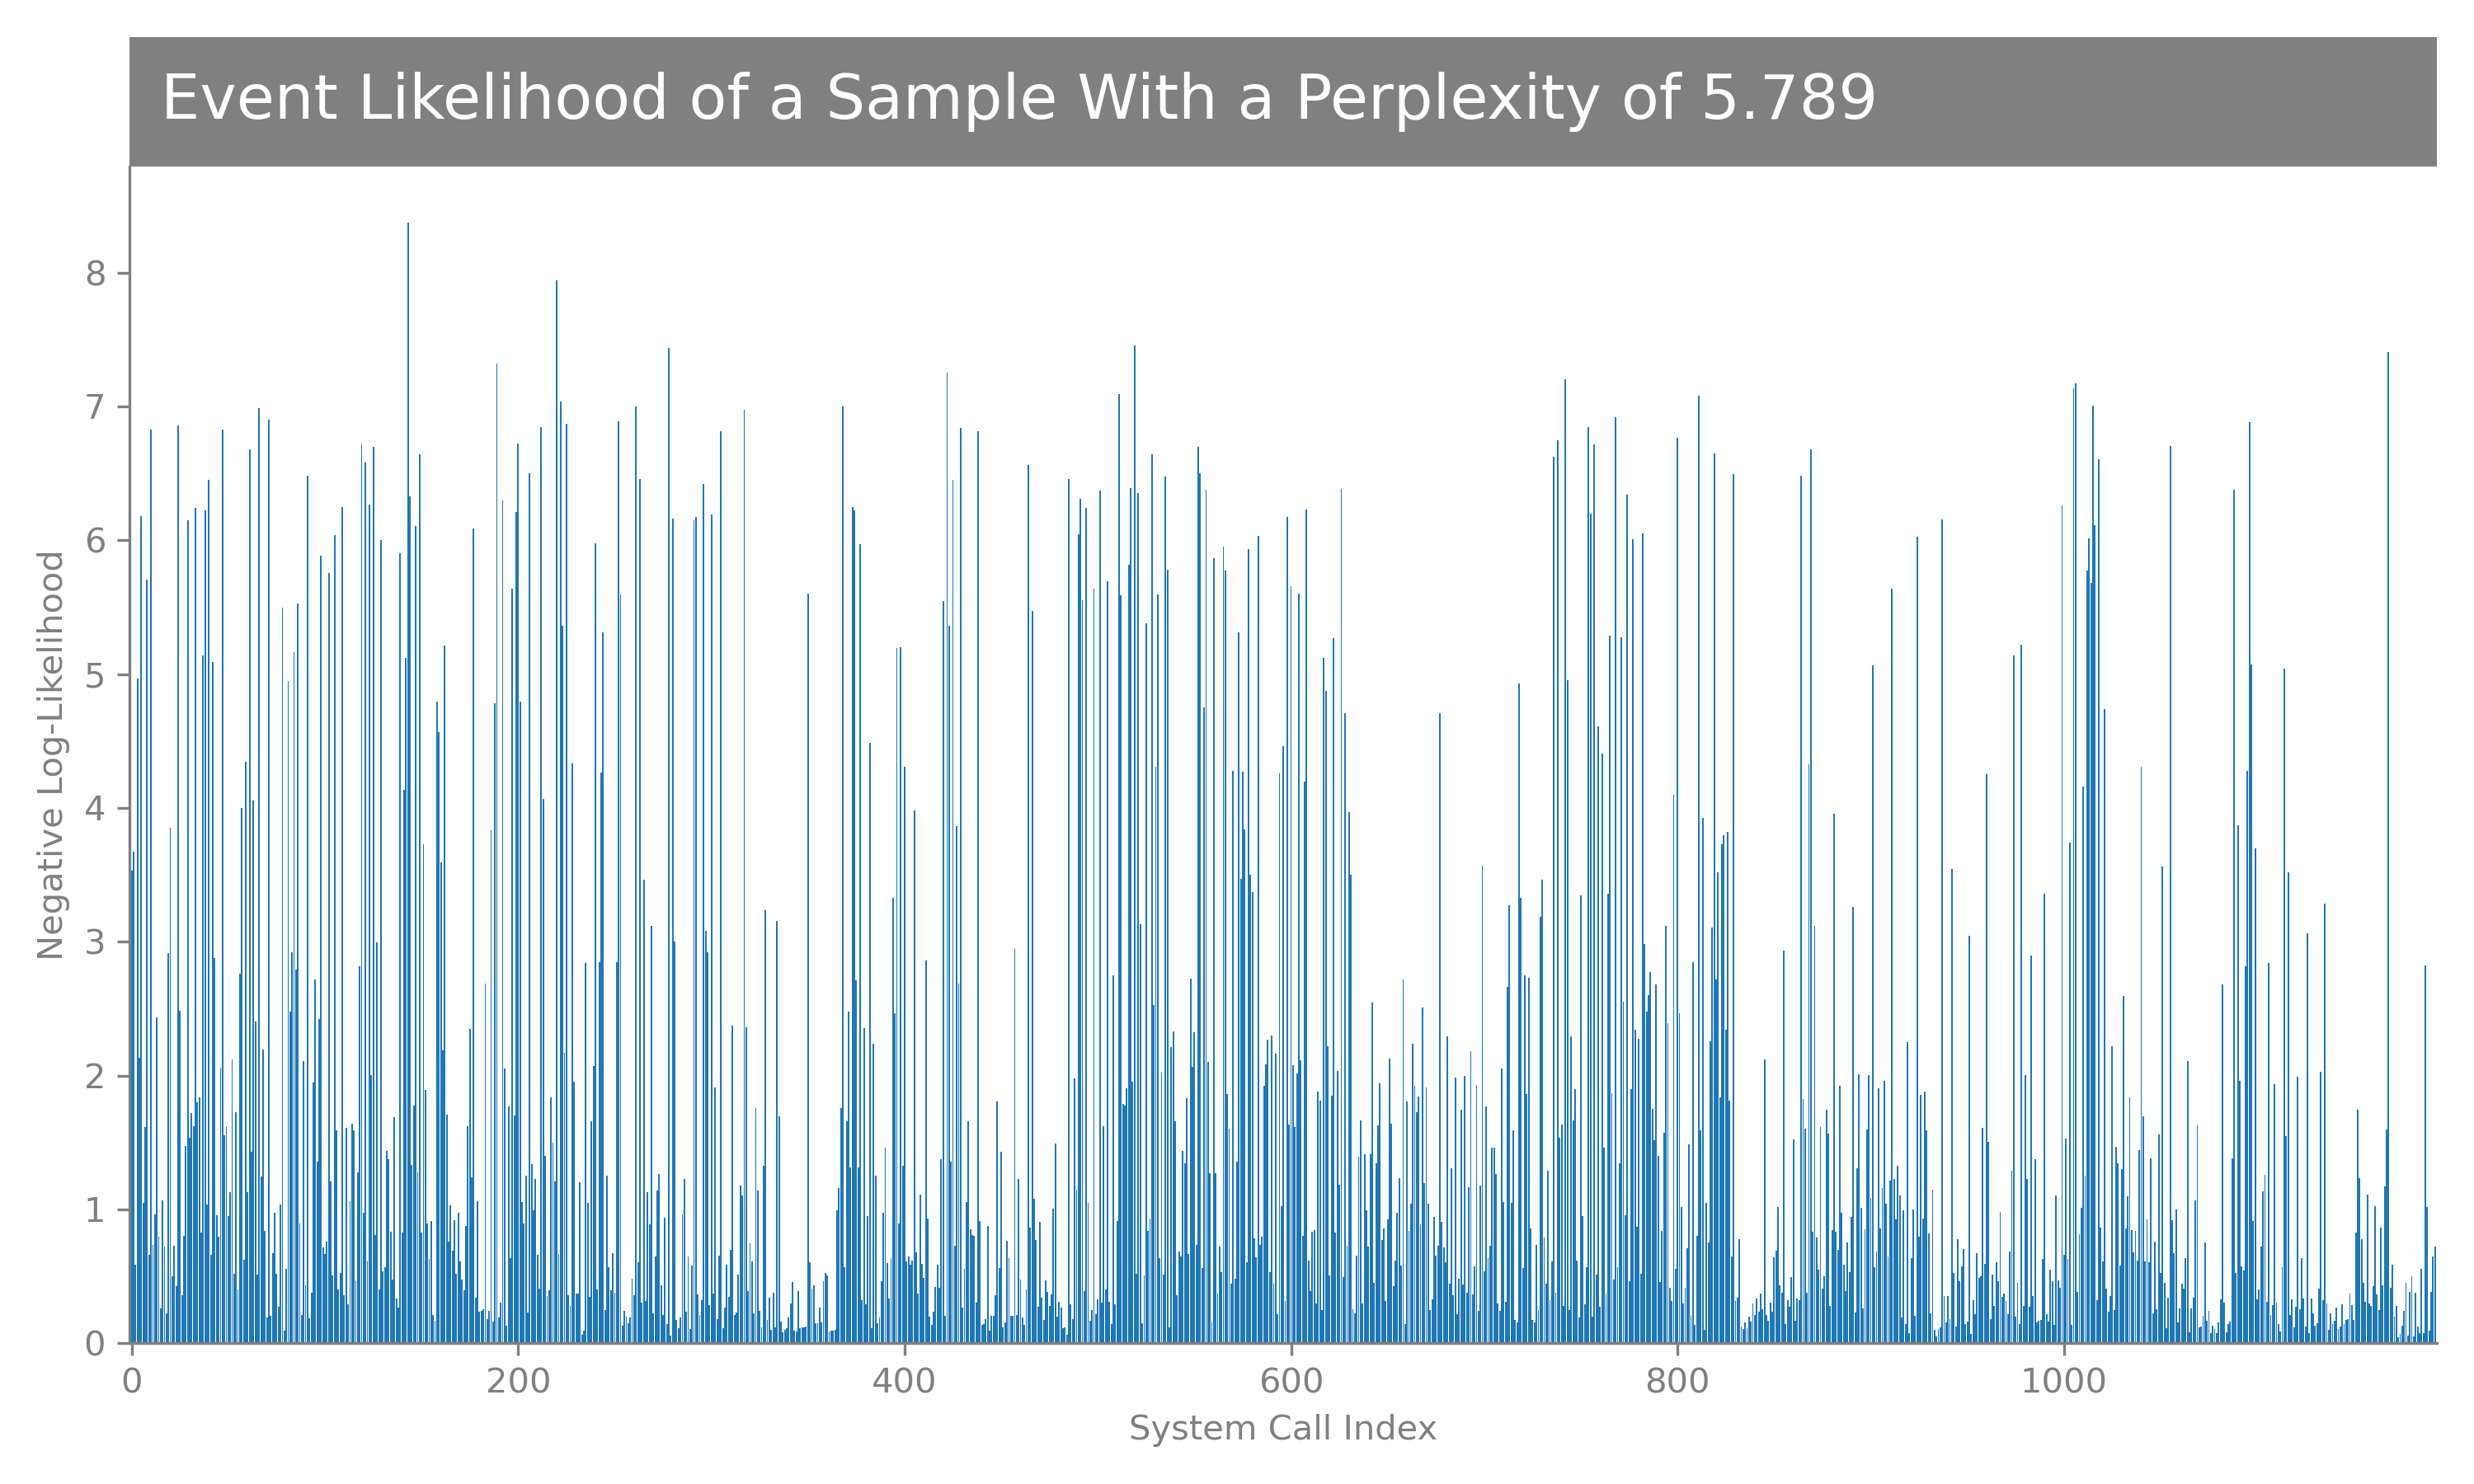 Event Likelihood of a Sample With a Perplexity of 5.789
8
7
6
5
4
3
2
1
0
Negative Log-Likelihood
0 200 400 600 800 1000
System Call Index